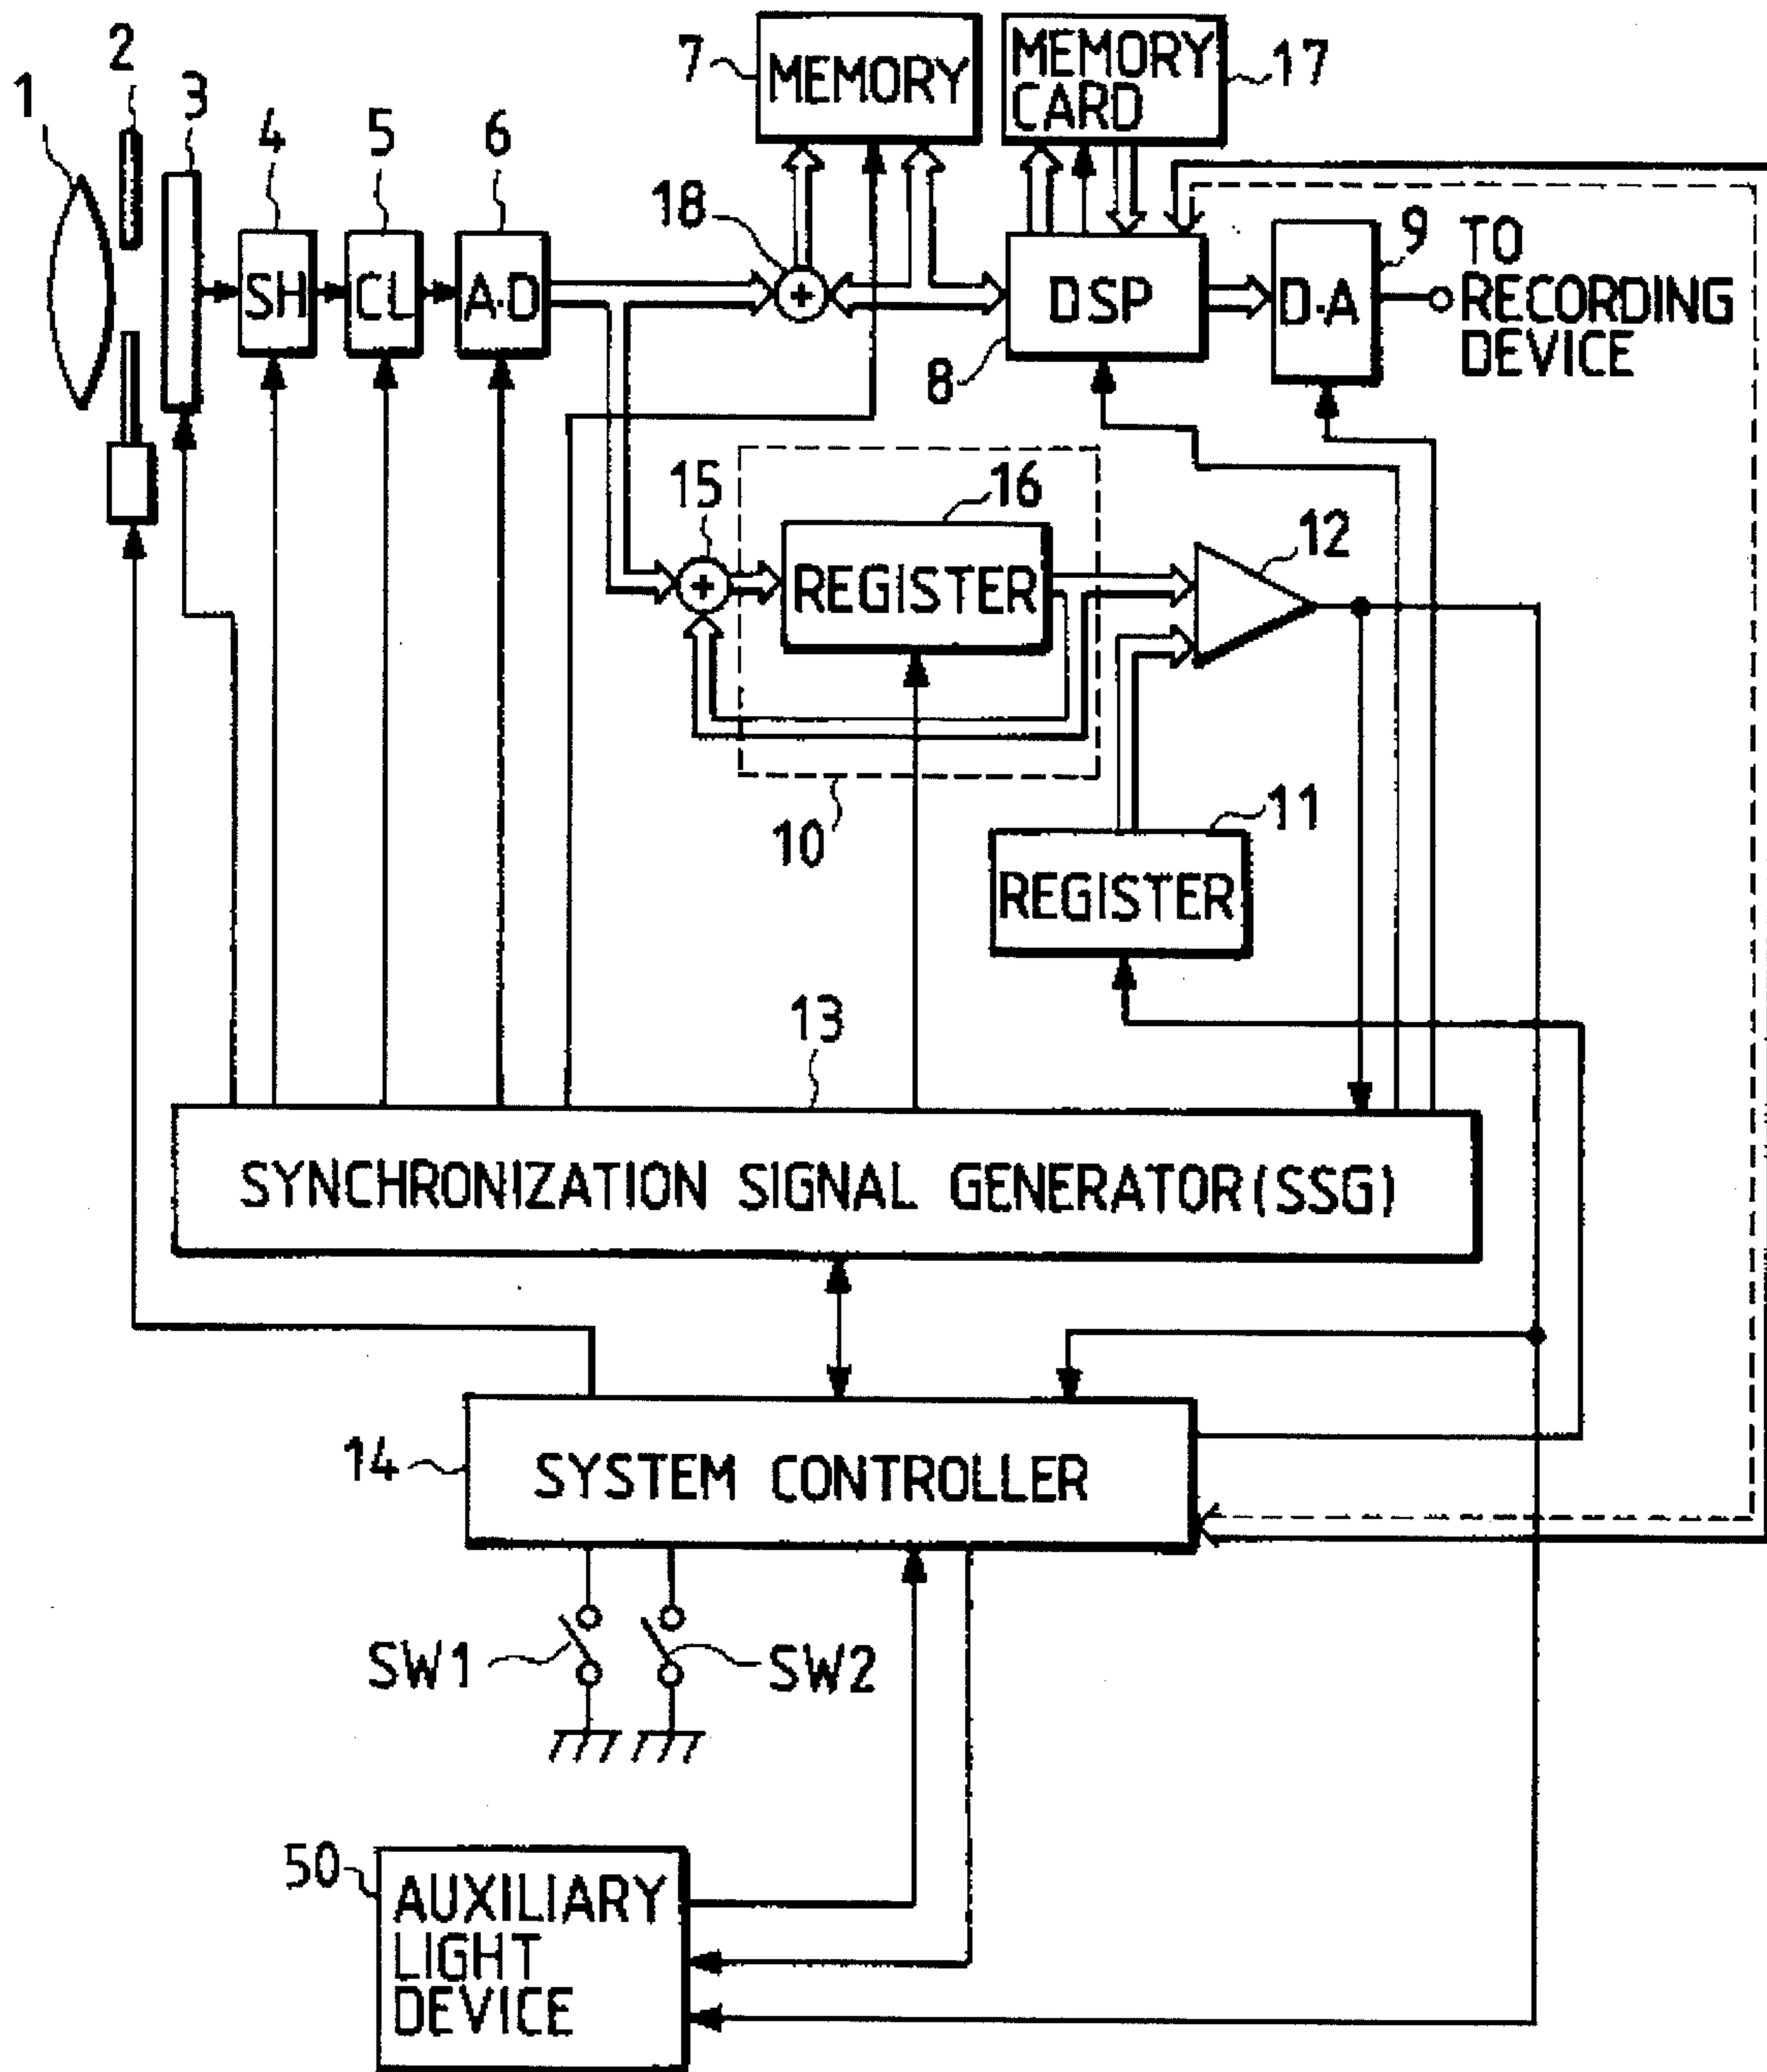 1
2
3
4
5
6
7
MEMORY
MEMORY
CARD
17
18
SH
CL
A·D
DSP
8
D·A
9
TO
RECORDING
DEVICE
15
+
+
16
REGISTER
12
10
11
REGISTER
13
SYNCHRONIZATION SIGNAL GENERATOR(SSG)
14
SYSTEM CONTROLLER
SW1
SW2
50
AUXILIARY
LIGHT
DEVICE